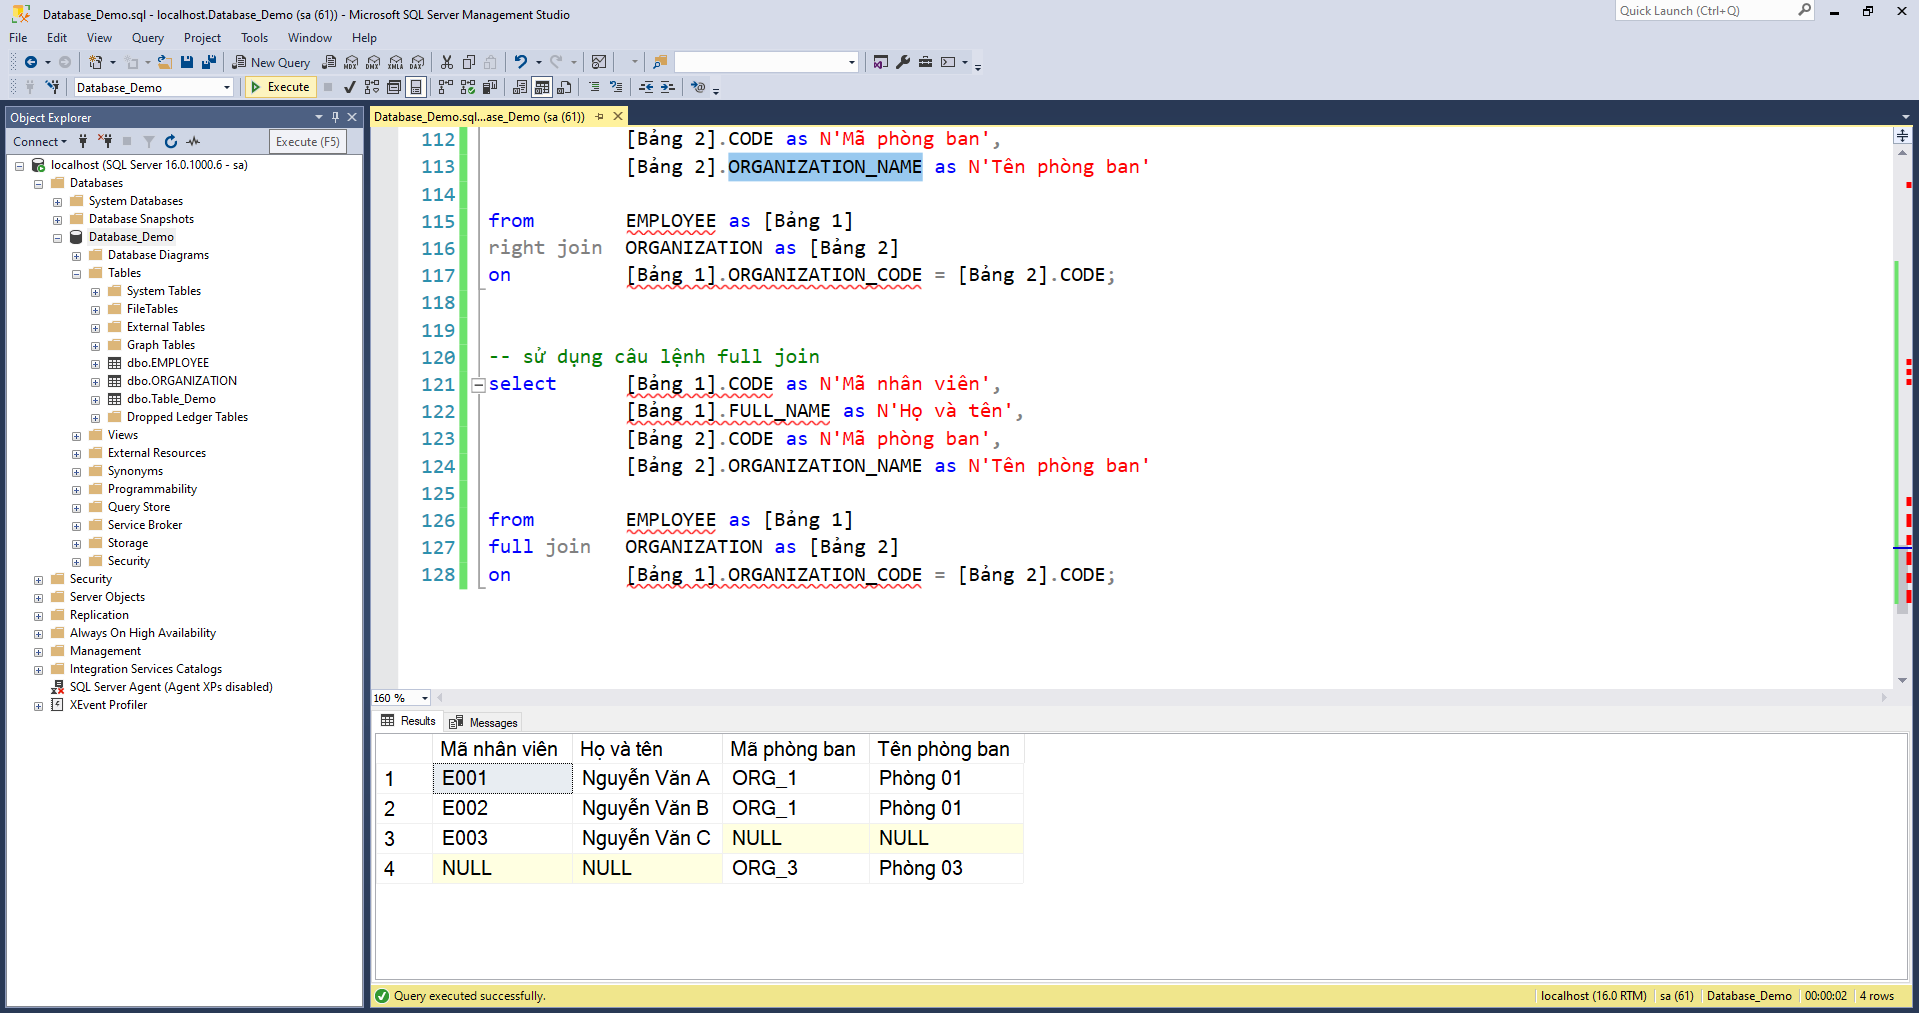 Database_Demo.sql - localhost.Database_Demo (sa (61)) - Microsoft SQL Server Management Studio
Quick Launch (Ctrl+Q)
File Edit View Query Project Tools Window Help
New Query
MDX DMX XMLA DAX
Database_Demo
Execute
Object Explorer
Connect
Execute (F5)
localhost (SQL Server 16.0.1000.6 - sa)
Databases
System Databases
Database Snapshots
Database_Demo
Database Diagrams
Tables
System Tables
FileTables
External Tables
Graph Tables
dbo.EMPLOYEE
dbo.ORGANIZATION
dbo.Table_Demo
Dropped Ledger Tables
Views
External Resources
Synonyms
Programmability
Query Store
Service Broker
Storage
Security
Security
Server Objects
Replication
Always On High Availability
Management
Integration Services Catalogs
SQL Server Agent (Agent XPs disabled)
XEvent Profiler
Database_Demo.sql...ase_Demo (sa (61))
112 [Bảng 2].CODE as N'Mã phòng ban',
113 [Bảng 2].ORGANIZATION_NAME as N'Tên phòng ban'
114
115 from EMPLOYEE as [Bảng 1]
116 right join ORGANIZATION as [Bảng 2]
117 on [Bảng 1].ORGANIZATION_CODE = [Bảng 2].CODE;
118
119
120 -- sử dụng câu lệnh full join
121 select [Bảng 1].CODE as N'Mã nhân viên',
122 [Bảng 1].FULL_NAME as N'Họ và tên',
123 [Bảng 2].CODE as N'Mã phòng ban',
124 [Bảng 2].ORGANIZATION_NAME as N'Tên phòng ban'
125
126 from EMPLOYEE as [Bảng 1]
127 full join ORGANIZATION as [Bảng 2]
128 on [Bảng 1].ORGANIZATION_CODE = [Bảng 2].CODE;
160 %
Results Messages
Mã nhân viên Họ và tên Mã phòng ban Tên phòng ban
1 E001 Nguyễn Văn A ORG_1 Phòng 01
2 E002 Nguyễn Văn B ORG_1 Phòng 01
3 E003 Nguyễn Văn C NULL NULL
4 NULL NULL ORG_3 Phòng 03
Query executed successfully.
localhost (16.0 RTM) sa (61) Database_Demo 00:00:02 4 rows